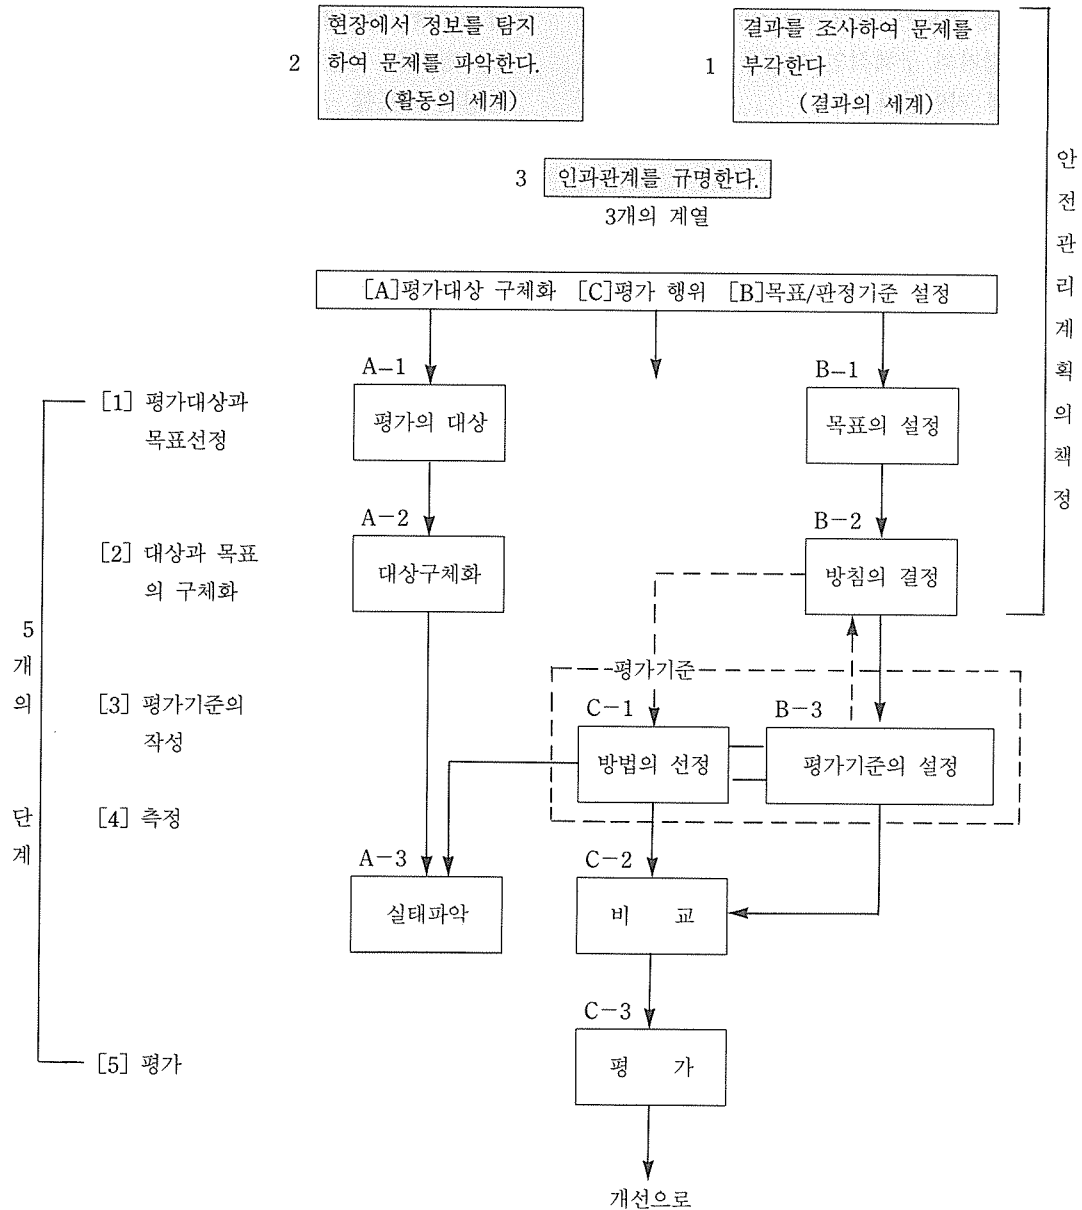 현장에서 정보를 탐지
2 하여 문제를 파악한다.
(활동의 세계)
결과를 조사하여 문제를
1 부각한다
(결과의 세계)
3 인과관계를 규명한다.
3개의 계열
[A]평가대상 구체화 [C]평가 행위 [B]목표/판정기준 설정
안전관리계획의책정
A-1
평가의 대상
B-1
목표의 설정
[1] 평가대상과
목표선정
A-2
대상구체화
B-2
방침의 결정
[2] 대상과 목표
의 구체화
5개의 단계
평가기준
[3] 평가기준의
작성
C-1
방법의 선정
B-3
평가기준의 설정
[4] 측정
A-3
실태파악
C-2
비 교
C-3
평 가
[5] 평가
개선으로